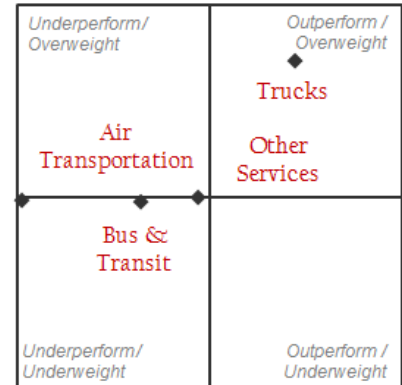 Underperform/
Overweight
Outperform /
Overweight
Trucks
Air
Transportation
Other
Services
Bus &
Transit
Underperform/
Underweight
Outperform /
Underweight